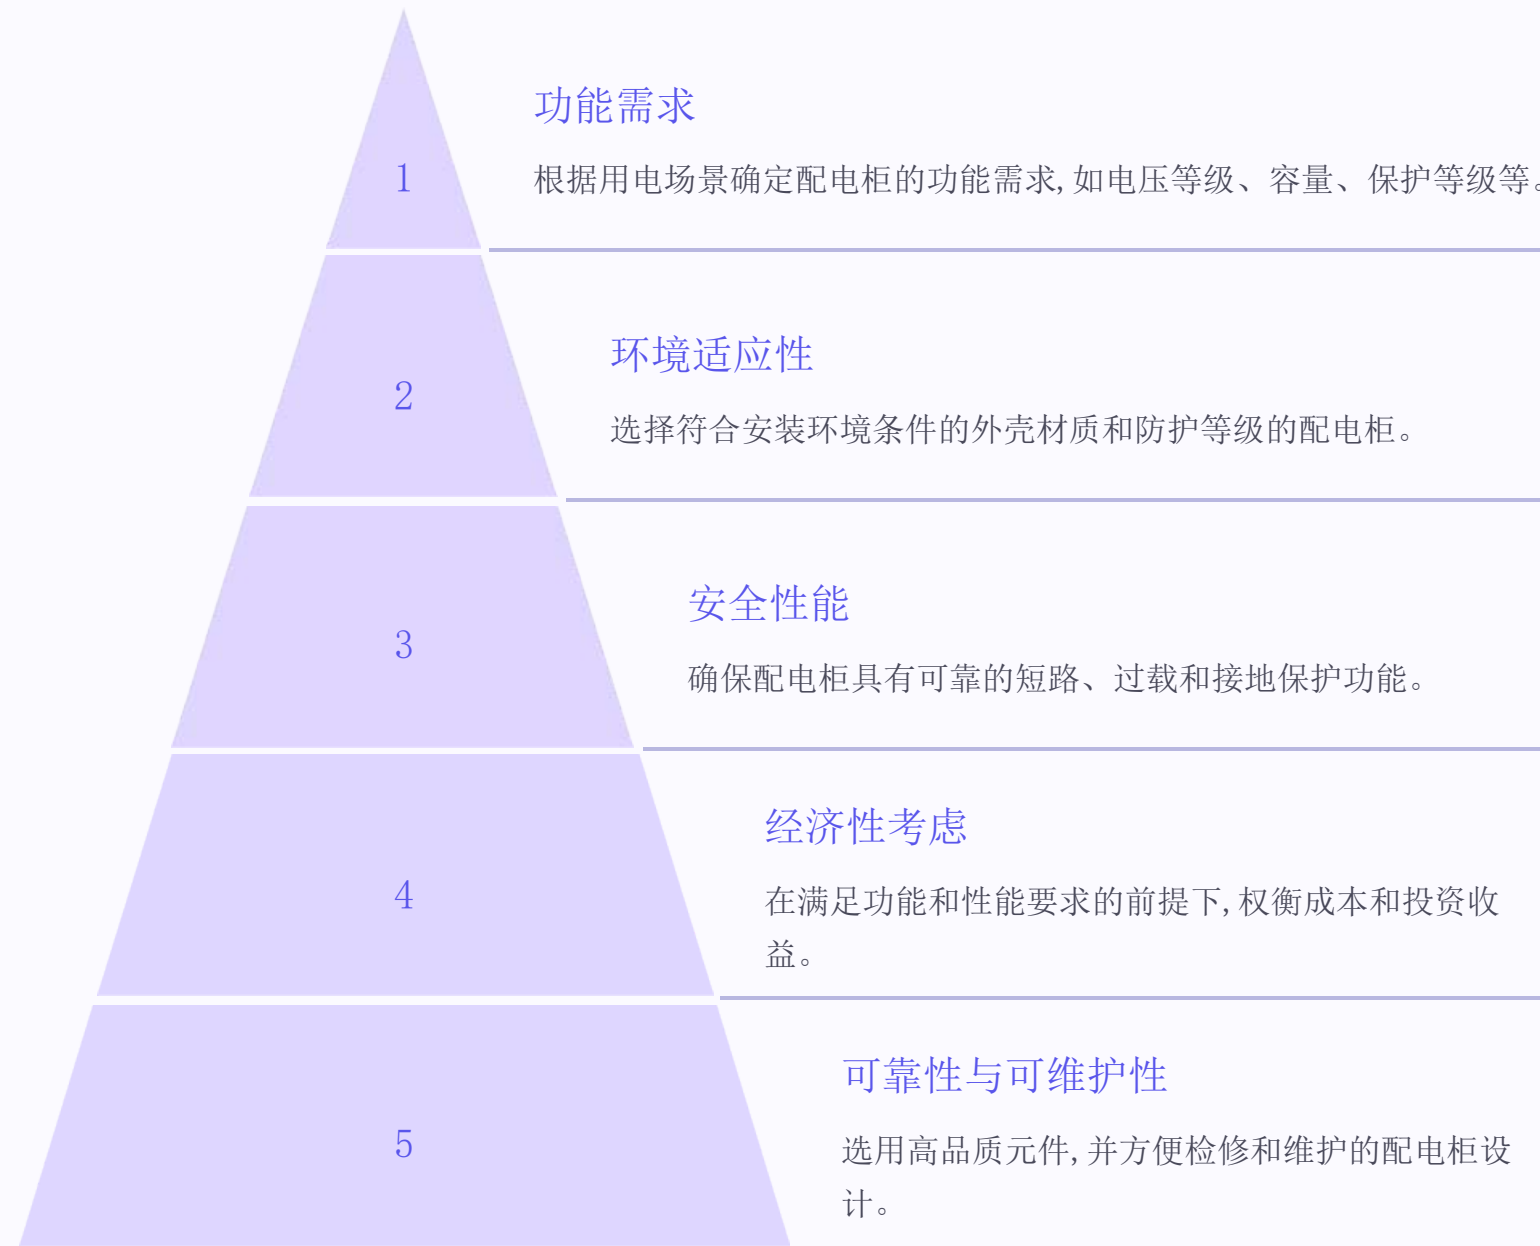 功能需求
1
根据用电场景确定配电柜的功能需求,如电压等级、容量、保护等级等。
环境适应性
2
选择符合安装环境条件的外壳材质和防护等级的配电柜。
安全性能
3
确保配电柜具有可靠的短路、过载和接地保护功能。
经济性考虑
4
在满足功能和性能要求的前提下,权衡成本和投资收
益。
可靠性与可维护性
5
选用高品质元件,并方便检修和维护的配电柜设
计。